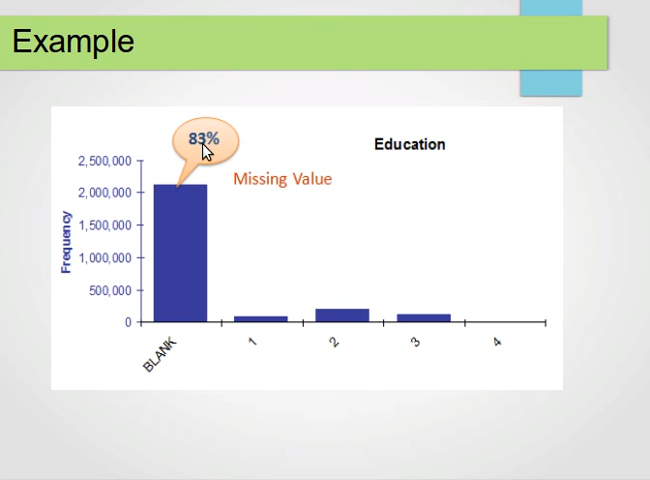 Example
83%
Education
Missing Value
2,500,000
2,000,000
1,500,000
1,000,000
500,000
0
Frequency
BLANK
1
2
3
4